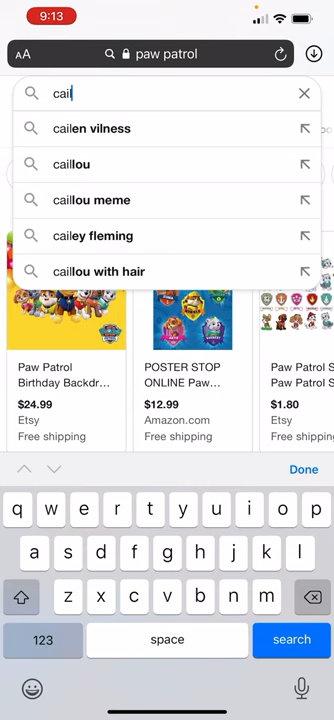 9:13
AA
paw patrol
cail
cailen vilness
caillou
caillou meme
cailey fleming
caillou with hair
Paw Patrol
Birthday Backdr...
$24.99
Etsy
Free shipping
POSTER STOP
ONLINE Paw...
$12.99
Amazon.com
Free shipping
Paw Patrol S
Paw Patrol S
$1.80
Etsy
Free shipping
Done
q w e r t y u i o p
a s d f g h j k l
z x c v b n m
123
space
search